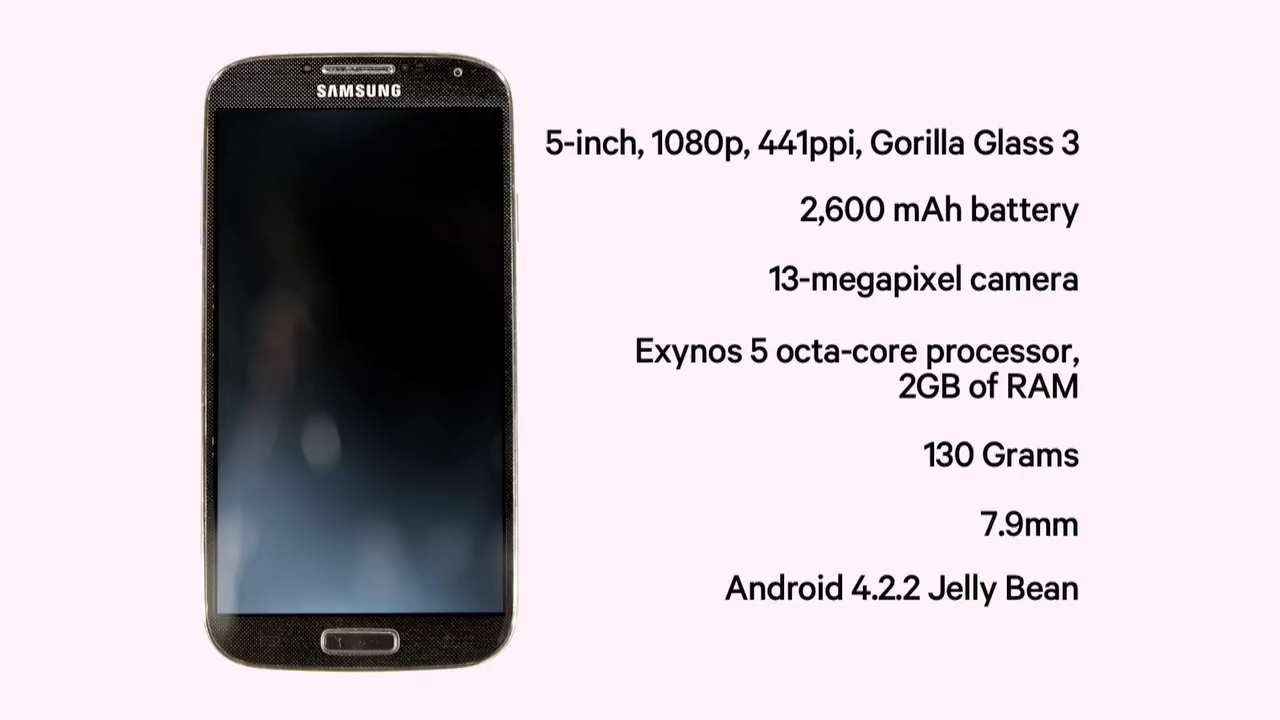 SAMSUNG
5-inch, 1080p, 441ppi, Gorilla Glass 3
2,600 mAh battery
13-megapixel camera
Exynos 5 octa-core processor,
2GB of RAM
130 Grams
7.9mm
Android 4.2.2 Jelly Bean